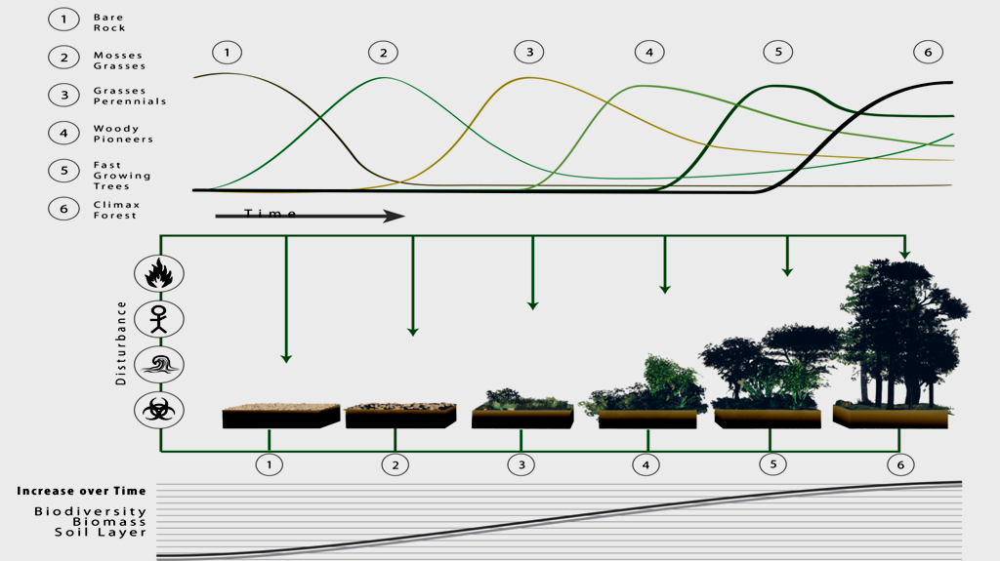 1 Bare
Rock
2 Mosses
Grasses
3 Grasses
Perennials
4 Woody
Pioneers
5 Fast
Growing
Trees
6 Climax
Forest
1 2 3 4 5 6
Time
Disturbance
1 2 3 4 5 6
Increase over Time
Biodiversity
Biomass
Soil Layer